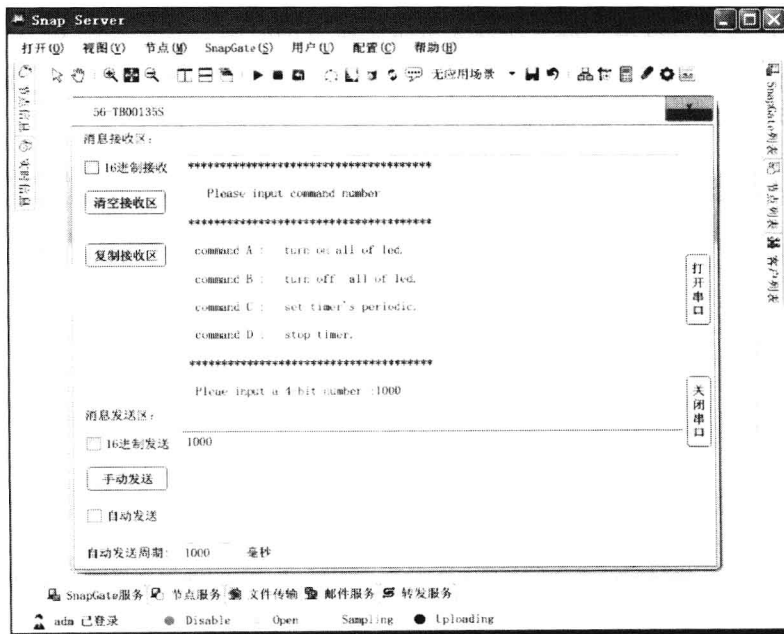 Snap Server
打开(O) 视图(V) 节点(M) SnapGate(S) 用户(U) 配置(C) 帮助(H)
无应用场景
节点信息
实时信息
56-TB00135S
消息接收区:
16进制接收
清空接收区
复制接收区
****************************************
Please input command number
****************************************
command A : turn on all of led.
command B : turn off all of led.
command C : set timer's periodic.
command D : stop timer.
****************************************
Pleae input a 4 bit number :1000
打开串口
关闭串口
SnapGate列表
节点列表
客户列表
消息发送区:
16进制发送
1000
手动发送
自动发送
自动发送周期: 1000 毫秒
SnapGate服务 节点服务 文件传输 邮件服务 转发服务
adm 已登录 Disable Open Sampling Uploading